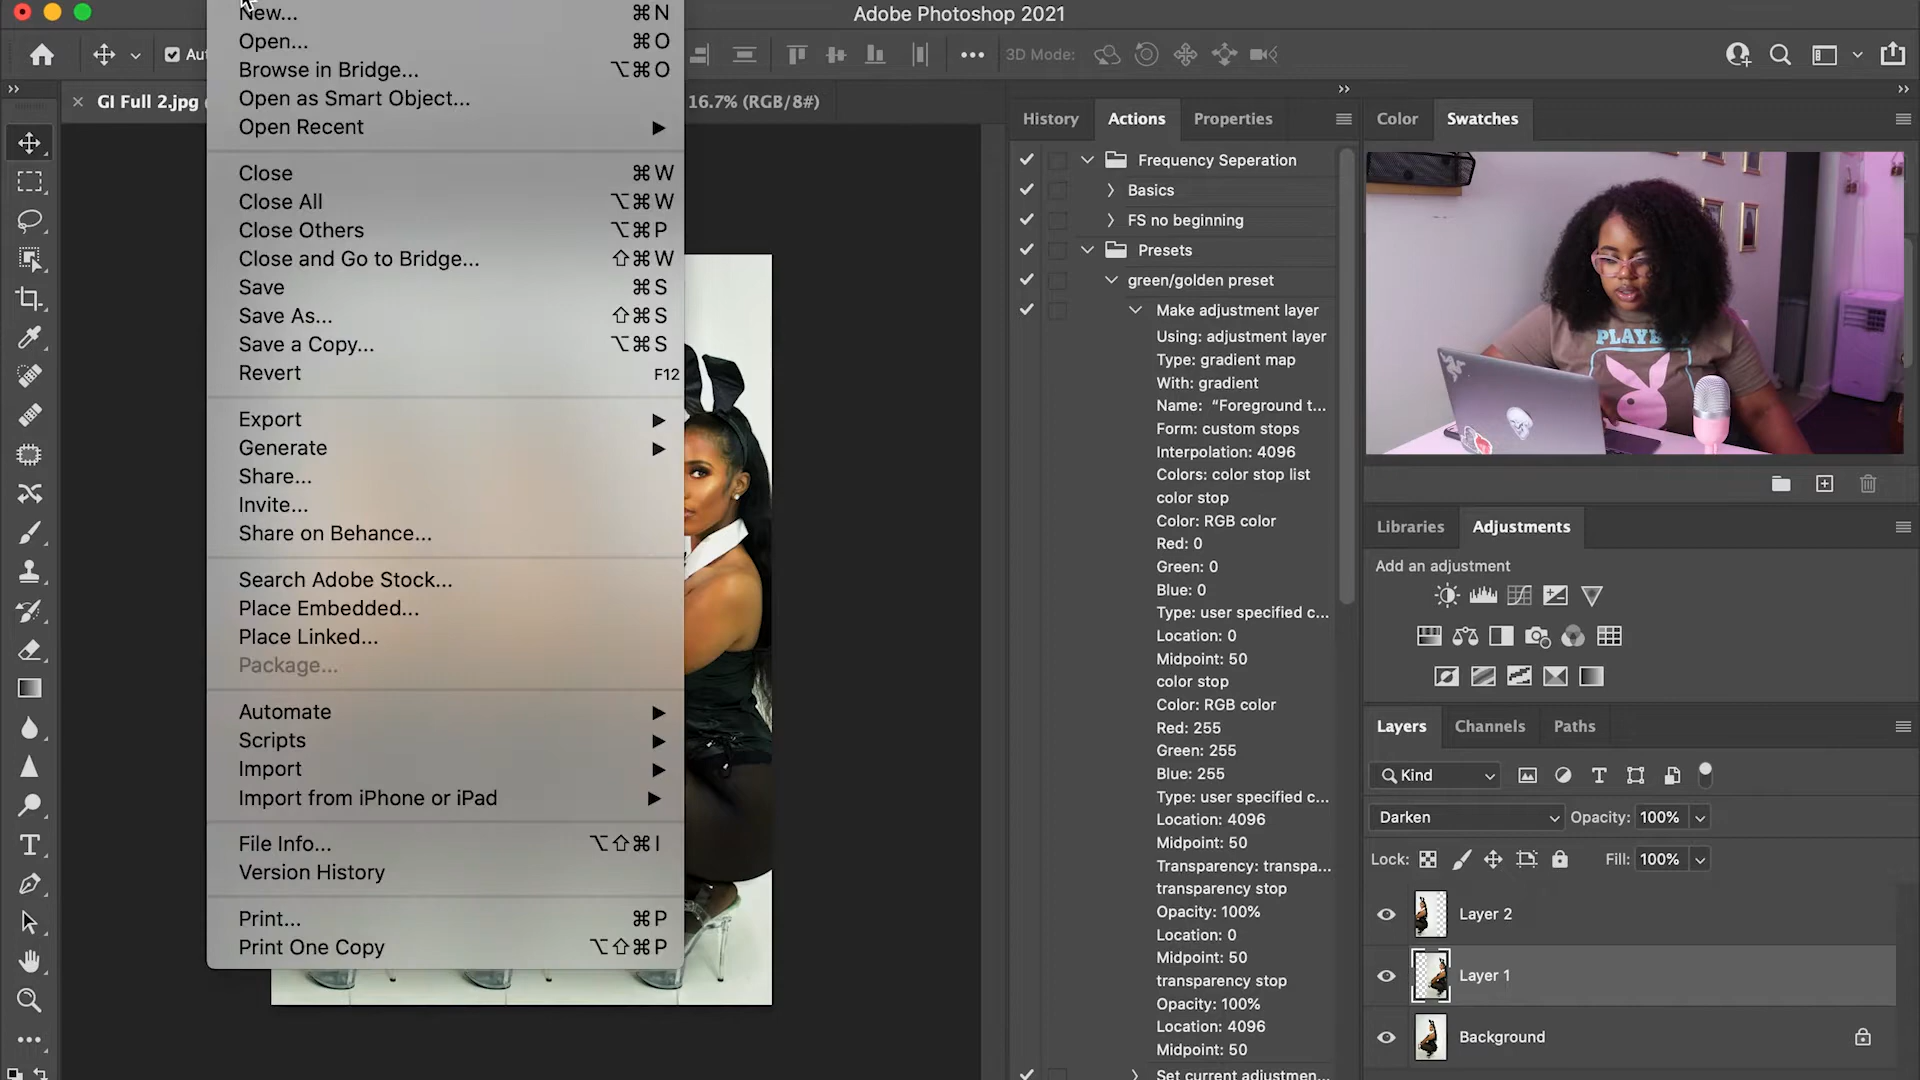 Adobe Photoshop 2021
New... ⌘N
Open... ⌘O
Browse in Bridge... ⌥⌘O
Open as Smart Object...
Open Recent
Close ⌘W
Close All ⌥⌘W
Close Others ⌥⌘P
Close and Go to Bridge... ⇧⌘W
Save ⌘S
Save As... ⇧⌘S
Save a Copy... ⌥⌘S
Revert F12
Export
Generate
Share...
Invite...
Share on Behance...
Search Adobe Stock...
Place Embedded...
Place Linked...
Package...
Automate
Scripts
Import
Import from iPhone or iPad
File Info... ⌥⇧⌘I
Version History
Print... ⌘P
Print One Copy ⌥⇧⌘P
Aut
3D Mode:
GI Full 2.jpg
16.7% (RGB/8#)
History Actions Properties
Frequency Seperation
Basics
FS no beginning
Presets
green/golden preset
Make adjustment layer
Using: adjustment layer
Type: gradient map
With: gradient
Name: “Foreground t...
Form: custom stops
Interpolation: 4096
Colors: color stop list
color stop
Color: RGB color
Red: 0
Green: 0
Blue: 0
Type: user specified c...
Location: 0
Midpoint: 50
color stop
Color: RGB color
Red: 255
Green: 255
Blue: 255
Type: user specified c...
Location: 4096
Midpoint: 50
Transparency: transpa...
transparency stop
Opacity: 100%
Location: 0
Midpoint: 50
transparency stop
Opacity: 100%
Location: 4096
Midpoint: 50
Set current adjustmen...
Color Swatches
PLAYBOY
Libraries Adjustments
Add an adjustment
Layers Channels Paths
Kind
Darken Opacity: 100%
Lock: Fill: 100%
Layer 2
Layer 1
Background